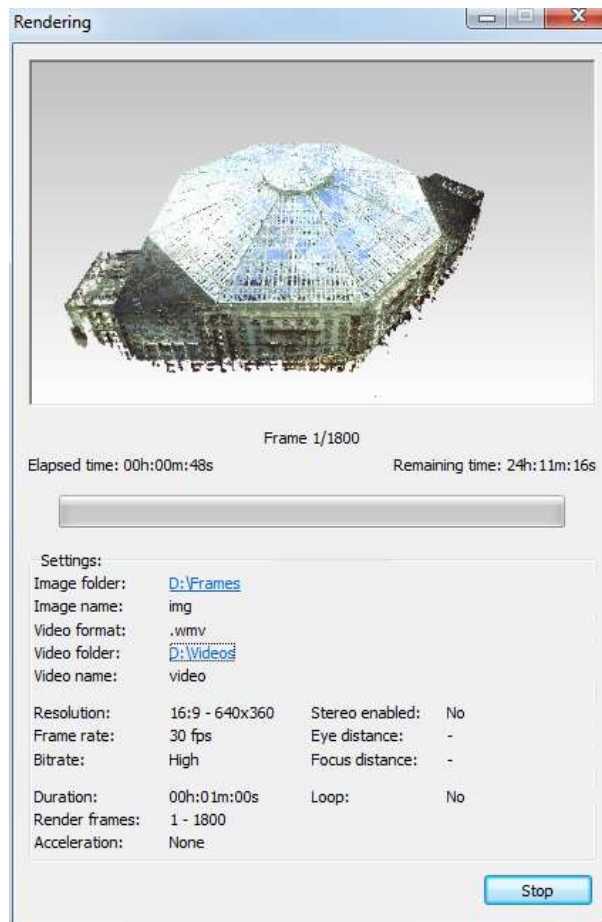 Rendering
Frame 1/1800
Elapsed time: 00h:00m:48s Remaining time: 24h:11m:16s
Settings:
Image folder: D:\Frames
Image name: img
Video format: .wmv
Video folder: D:\Videos
Video name: video
Resolution: 16:9 - 640x360 Stereo enabled: No
Frame rate: 30 fps Eye distance: -
Bitrate: High Focus distance: -
Duration: 00h:01m:00s Loop: No
Render frames: 1 - 1800
Acceleration: None
Stop